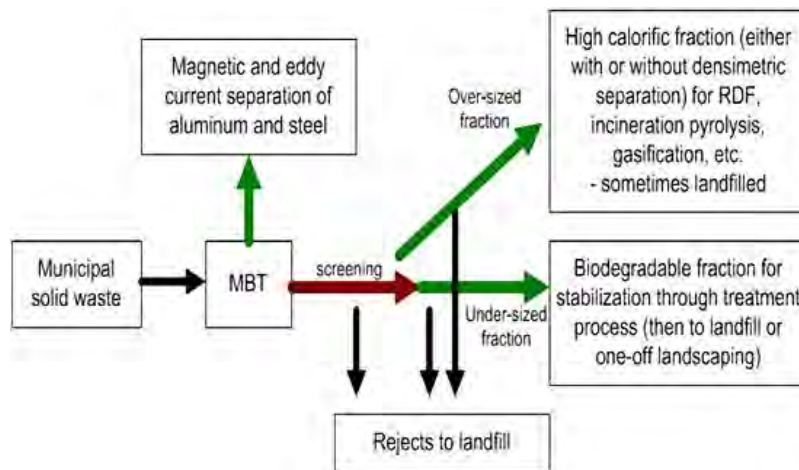 Magnetic and eddy
current separation of
aluminum and steel
High calorific fraction (either
with or without densimetric
separation) for RDF,
incineration pyrolysis,
gasification, etc.
- sometimes landfilled
Over-sized
fraction
Municipal
solid waste
MBT
screening
Under-sized
fraction
Biodegradable fraction for
stabilization through treatment
process (then to landfill or
one-off landscaping)
Rejects to landfill